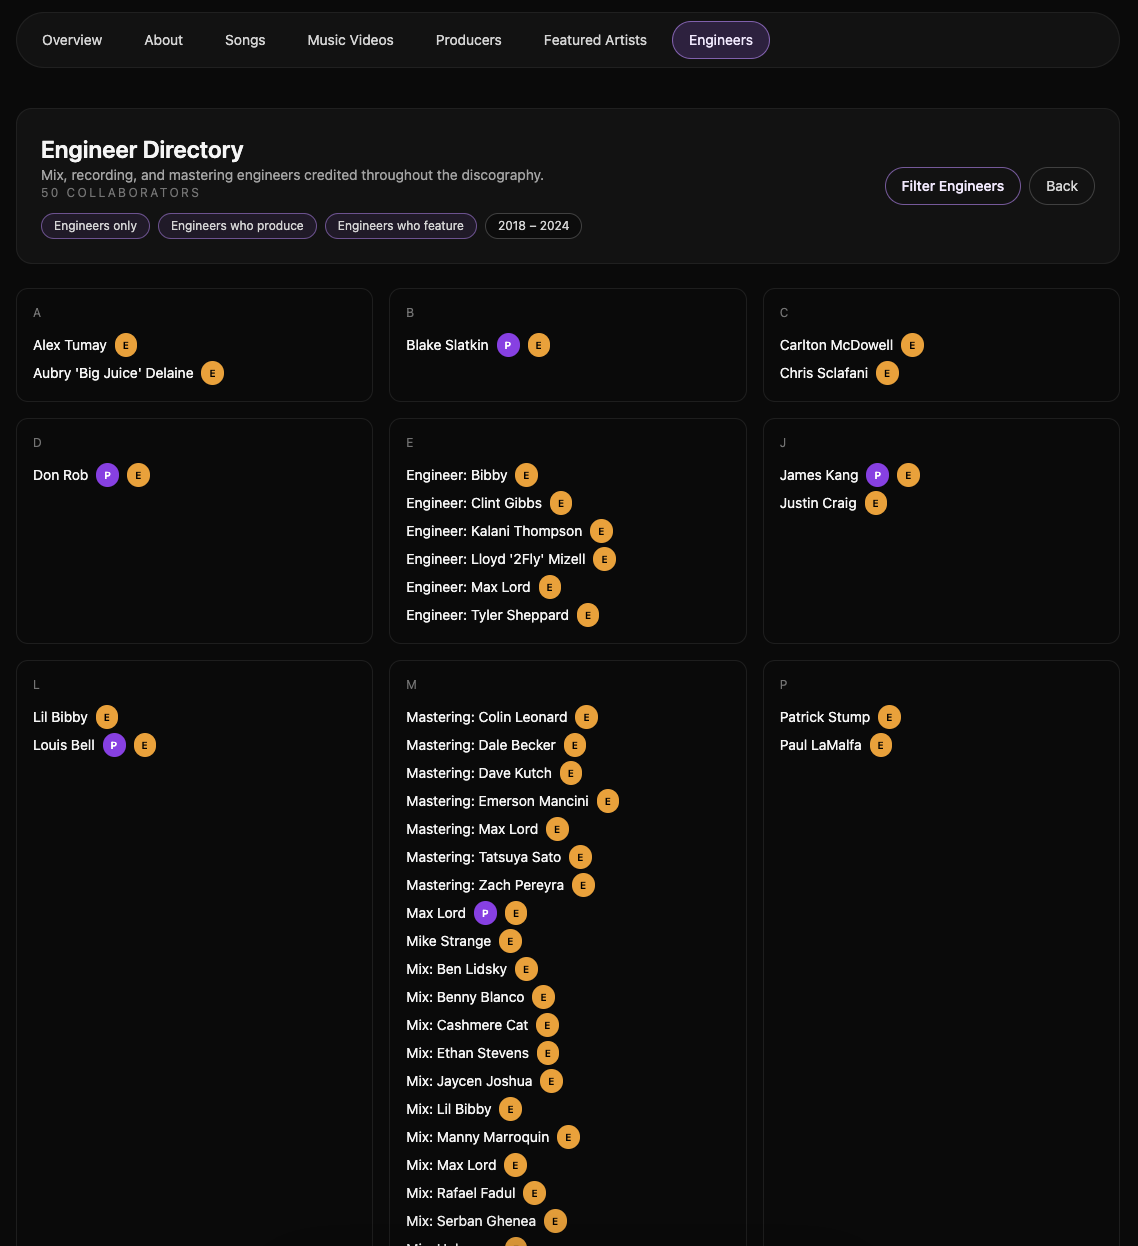 Overview About Songs Music Videos Producers Featured Artists Engineers
Engineer Directory
Mix, recording, and mastering engineers credited throughout the discography.
50 COLLABORATORS
Filter Engineers Back
Engineers only Engineers who produce Engineers who feature 2018 – 2024
A
Alex Tumay E
Aubry 'Big Juice' Delaine E
B
Blake Slatkin P E
C
Carlton McDowell E
Chris Sclafani E
D
Don Rob P E
E
Engineer: Bibby E
Engineer: Clint Gibbs E
Engineer: Kalani Thompson E
Engineer: Lloyd '2Fly' Mizell E
Engineer: Max Lord E
Engineer: Tyler Sheppard E
J
James Kang P E
Justin Craig E
L
Lil Bibby E
Louis Bell P E
M
Mastering: Colin Leonard E
Mastering: Dale Becker E
Mastering: Dave Kutch E
Mastering: Emerson Mancini E
Mastering: Max Lord E
Mastering: Tatsuya Sato E
Mastering: Zach Pereyra E
Max Lord P E
Mike Strange E
Mix: Ben Lidsky E
Mix: Benny Blanco E
Mix: Cashmere Cat E
Mix: Ethan Stevens E
Mix: Jaycen Joshua E
Mix: Lil Bibby E
Mix: Manny Marroquin E
Mix: Max Lord E
Mix: Rafael Fadul E
Mix: Serban Ghenea E
P
Patrick Stump E
Paul LaMalfa E